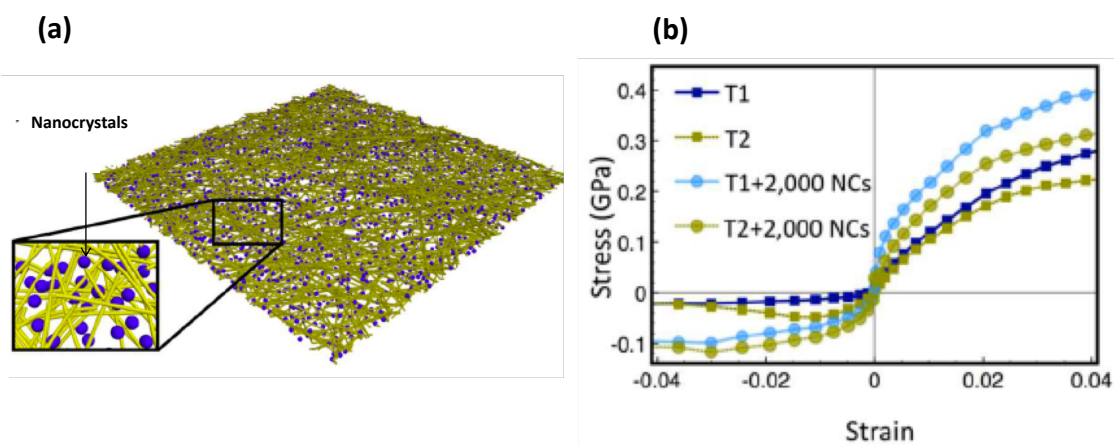 (a)
(b)
Nanocrystals
T1
T2
T1+2,000 NCs
T2+2,000 NCs
Stress (GPa)
0.4
0.3
0.2
0.1
0
-0.1
-0.04
-0.02
0
0.02
0.04
Strain